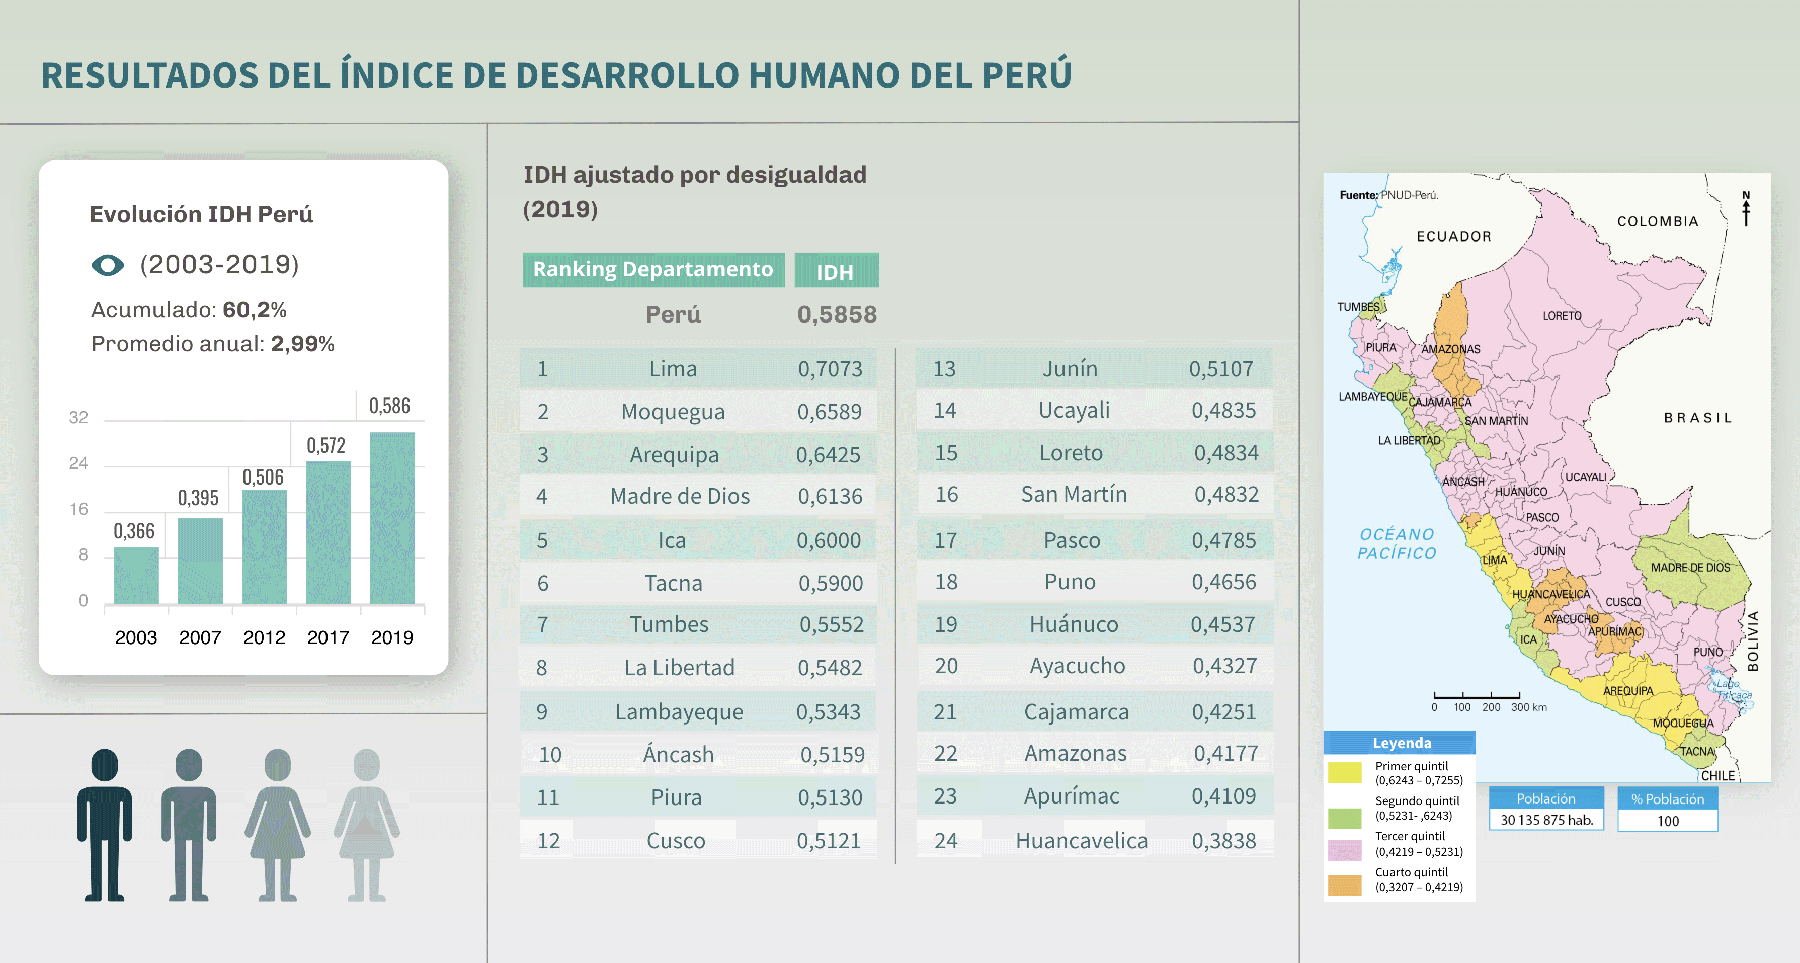 RESULTADOS DEL ÍNDICE DE DESARROLLO HUMANO DEL PERÚ
Evolución IDH Perú
(2003-2019)
Acumulado: 60,2%
Promedio anual: 2,99%
32
24
16
8
0
0,366
0,395
0,506
0,572
0,586
2003 2007 2012 2017 2019
IDH ajustado por desigualdad
(2019)
Ranking Departamento IDH
Perú 0,5858
1 Lima 0,7073
2 Moquegua 0,6589
3 Arequipa 0,6425
4 Madre de Dios 0,6136
5 Ica 0,6000
6 Tacna 0,5900
7 Tumbes 0,5552
8 La Libertad 0,5482
9 Lambayeque 0,5343
10 Áncash 0,5159
11 Piura 0,5130
12 Cusco 0,5121
13 Junín 0,5107
14 Ucayali 0,4835
15 Loreto 0,4834
16 San Martín 0,4832
17 Pasco 0,4785
18 Puno 0,4656
19 Huánuco 0,4537
20 Ayacucho 0,4327
21 Cajamarca 0,4251
22 Amazonas 0,4177
23 Apurímac 0,4109
24 Huancavelica 0,3838
Fuente: PNUD-Perú.
N
ECUADOR
COLOMBIA
TUMBES
LORETO
PIURA
AMAZONAS
LAMBAYEQUE
CAJAMARCA
SAN MARTÍN
BRASIL
LA LIBERTAD
ÁNCASH
HUÁNUCO
UCAYALI
PASCO
OCÉANO
PACÍFICO
JUNÍN
LIMA
MADRE DE DIOS
HUANCAVELICA
CUSCO
AYACUCHO
APURÍMAC
ICA
PUNO
BOLIVIA
AREQUIPA
Lago
Titicaca
0 100 200 300 km
MOQUEGUA
TACNA
CHILE
Leyenda
Primer quintil
(0,6243 – 0,7255)
Segundo quintil
(0,5231- ,6243)
Tercer quintil
(0,4219 – 0,5231)
Cuarto quintil
(0,3207 – 0,4219)
Población
30 135 875 hab.
% Población
100